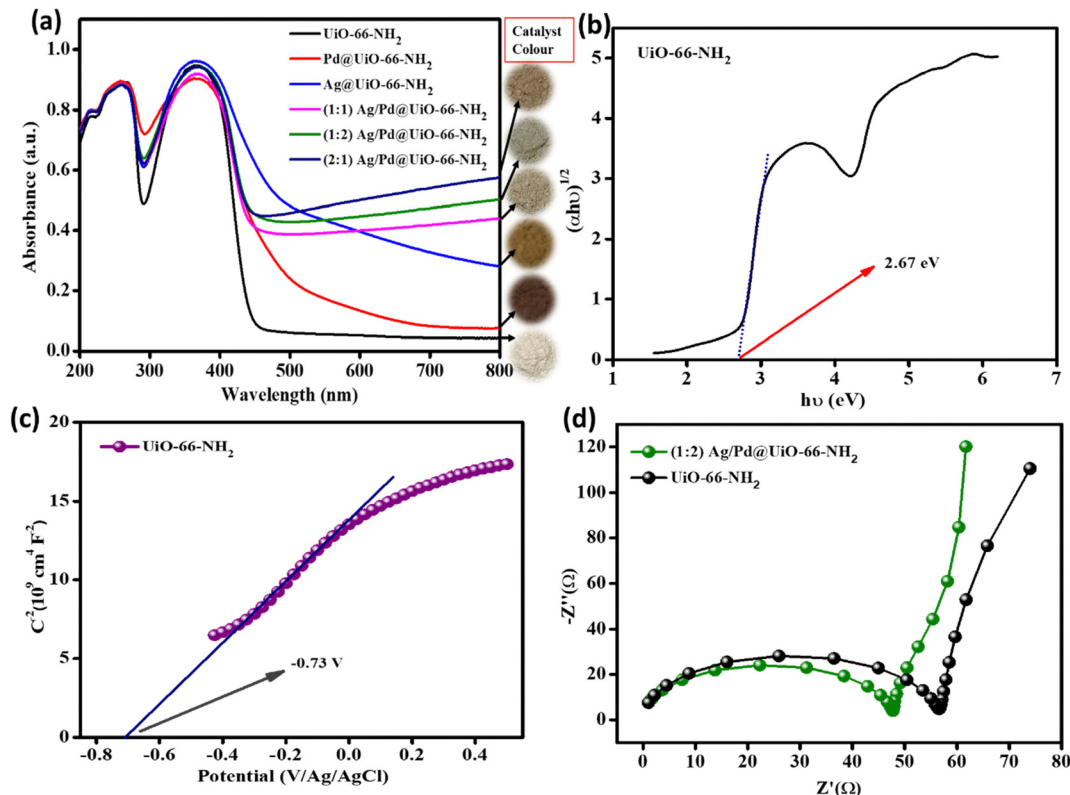 (a)
UiO-66-NH₂
Pd@UiO-66-NH₂
Ag@UiO-66-NH₂
(1:1) Ag/Pd@UiO-66-NH₂
(1:2) Ag/Pd@UiO-66-NH₂
(2:1) Ag/Pd@UiO-66-NH₂
Catalyst
Colour
Absorbance (a.u.)
1.0
0.8
0.6
0.4
0.2
0.0
200 300 400 500 600 700 800
Wavelength (nm)
(b)
UiO-66-NH₂
(αhυ)^1/2
5
4
3
2
1
0
2.67 eV
1 2 3 4 5 6 7
hυ (eV)
(c)
UiO-66-NH₂
C⁻²(10⁹ cm⁴ F⁻²)
20
15
10
5
0
-0.73 V
-0.8 -0.6 -0.4 -0.2 0.0 0.2 0.4
Potential (V/Ag/AgCl)
(d)
(1:2) Ag/Pd@UiO-66-NH₂
UiO-66-NH₂
-Z''(Ω)
120
100
80
60
40
20
0
0 10 20 30 40 50 60 70 80
Z'(Ω)